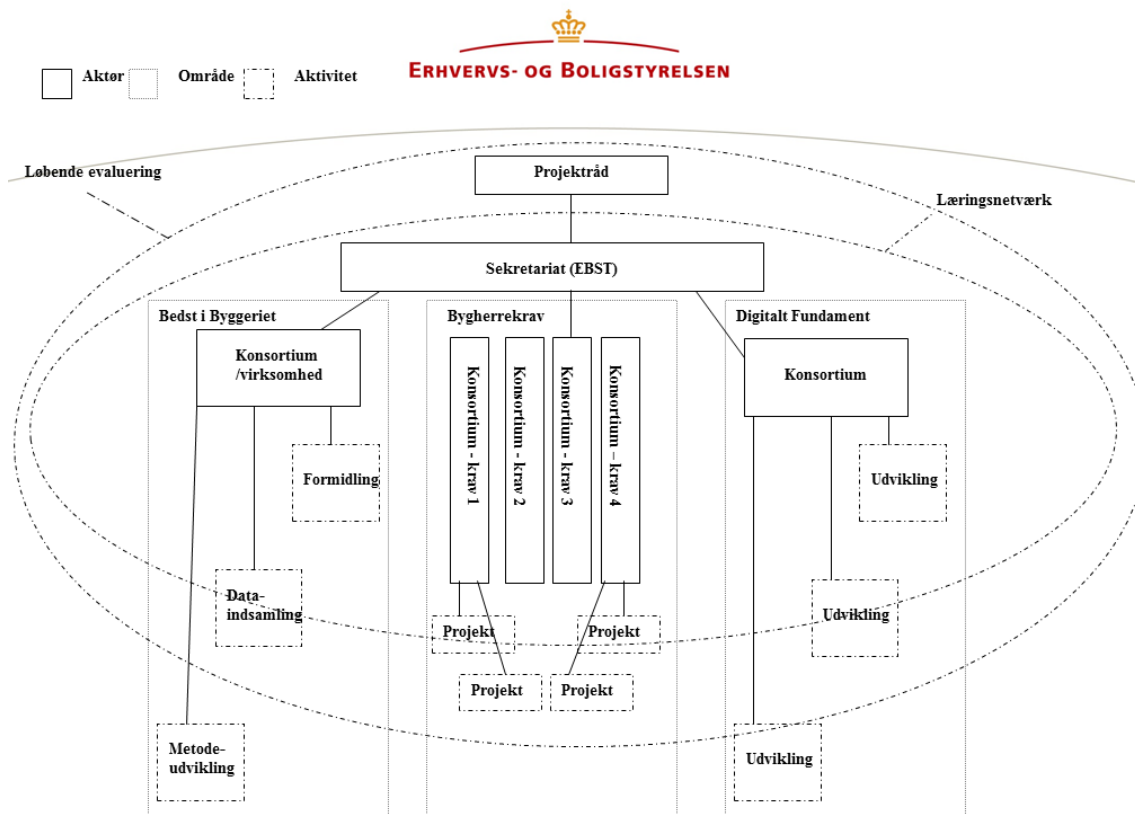 ERHVERVS- OG BOLIGSTYRELSEN
Aktør
Område
Aktivitet
Løbende evaluering
Projektråd
Læringsnetværk
Sekretariat (EBST)
Bedst i Byggeriet
Bygherrekrav
Digitalt Fundament
Konsortium
/virksomhed
Konsortium - krav 1
Konsortium - krav 2
Konsortium - krav 3
Konsortium – krav 4
Konsortium
Formidling
Udvikling
Data-
indsamling
Projekt
Projekt
Udvikling
Projekt
Projekt
Metode-
udvikling
Udvikling